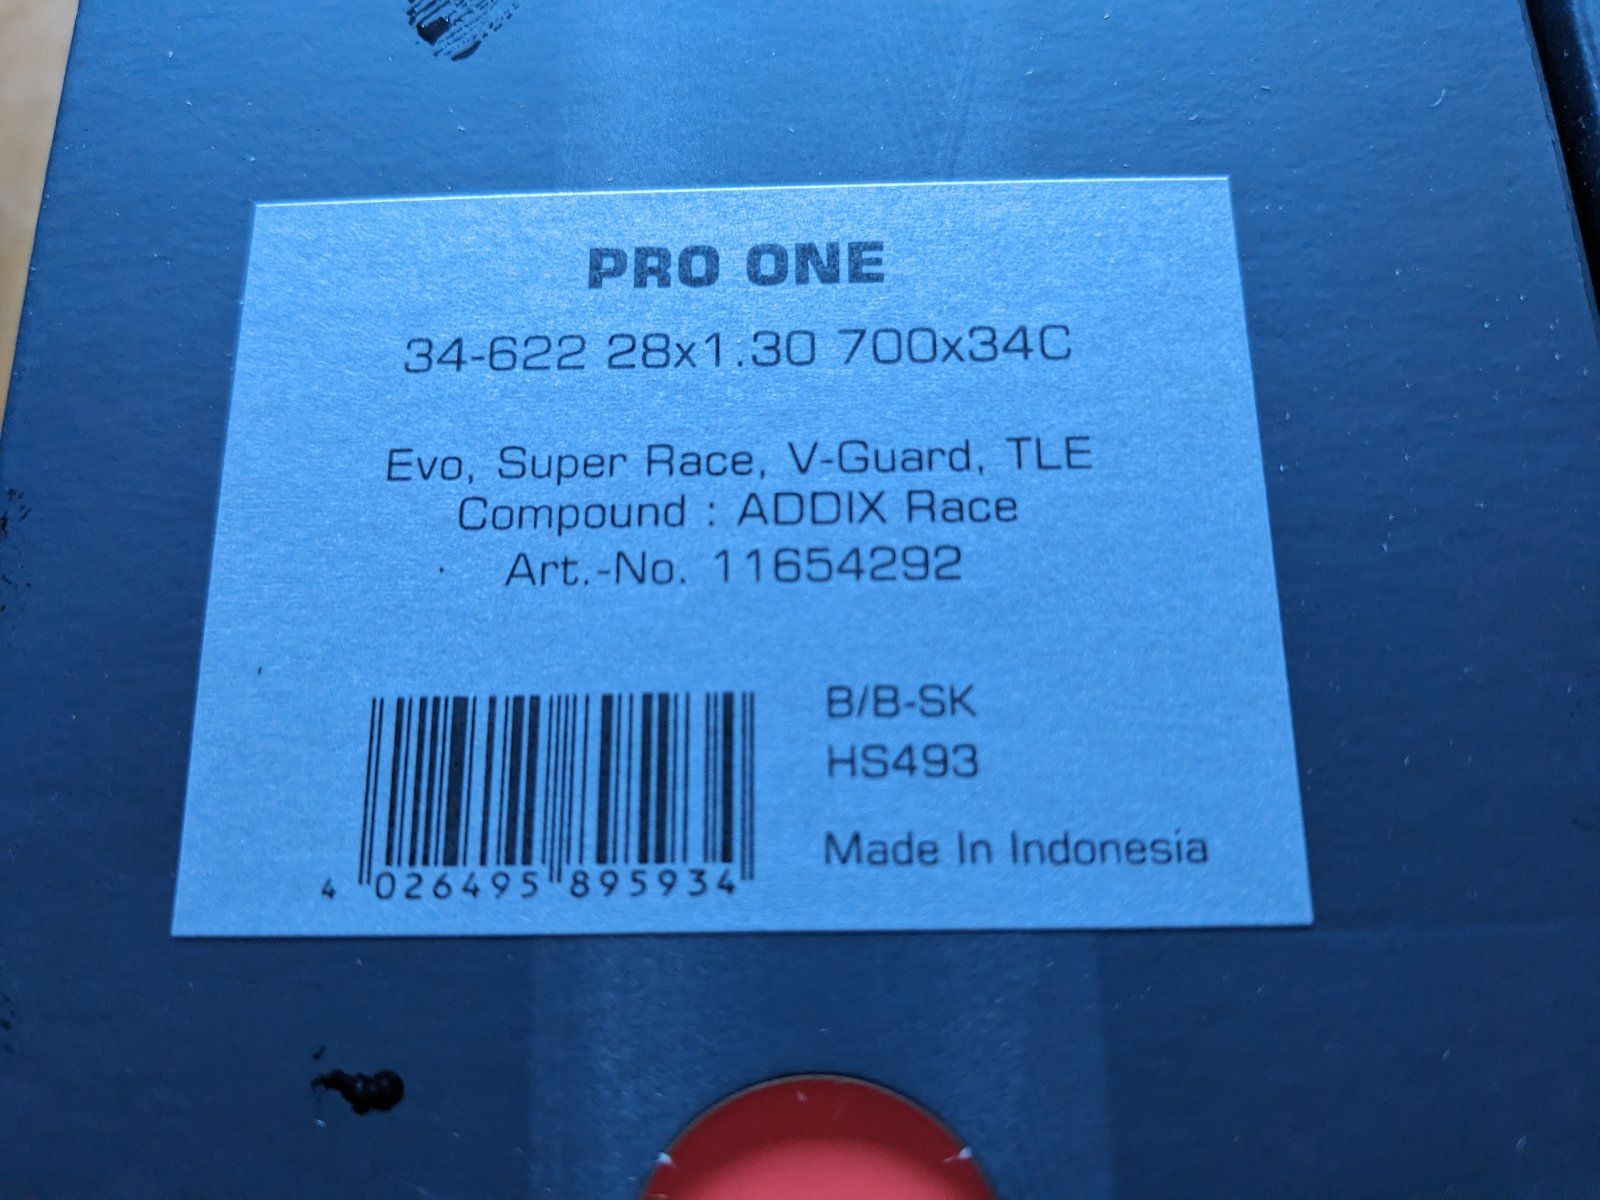 PRO ONE
34-622 28x1.30 700x34C
Evo, Super Race, V-Guard, TLE
Compound : ADDIX Race
Art.-No. 11654292
B/B-SK
HS493
Made In Indonesia
4 026495 895934